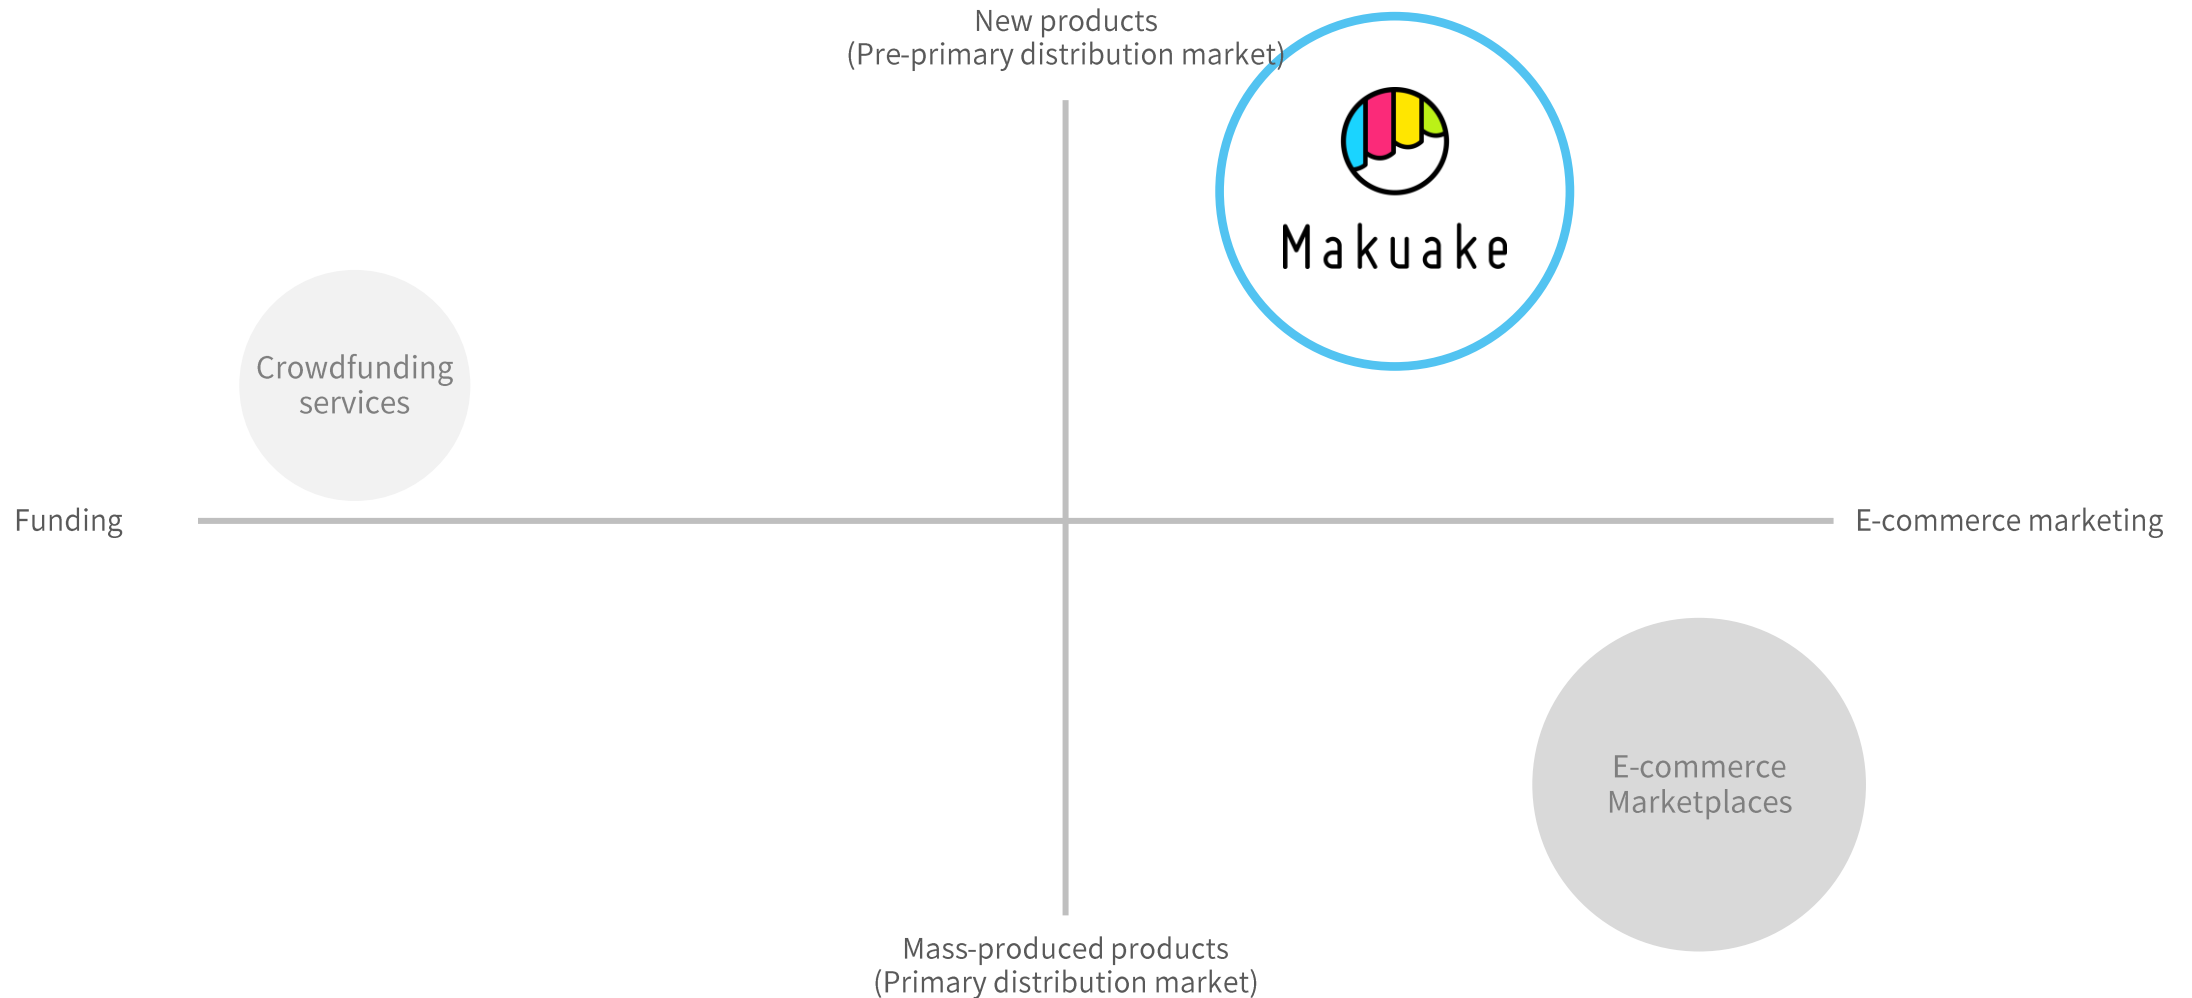 New products
(Pre-primary distribution market)
Makuake
Crowdfunding
services
Funding
E-commerce marketing
E-commerce
Marketplaces
Mass-produced products
(Primary distribution market)